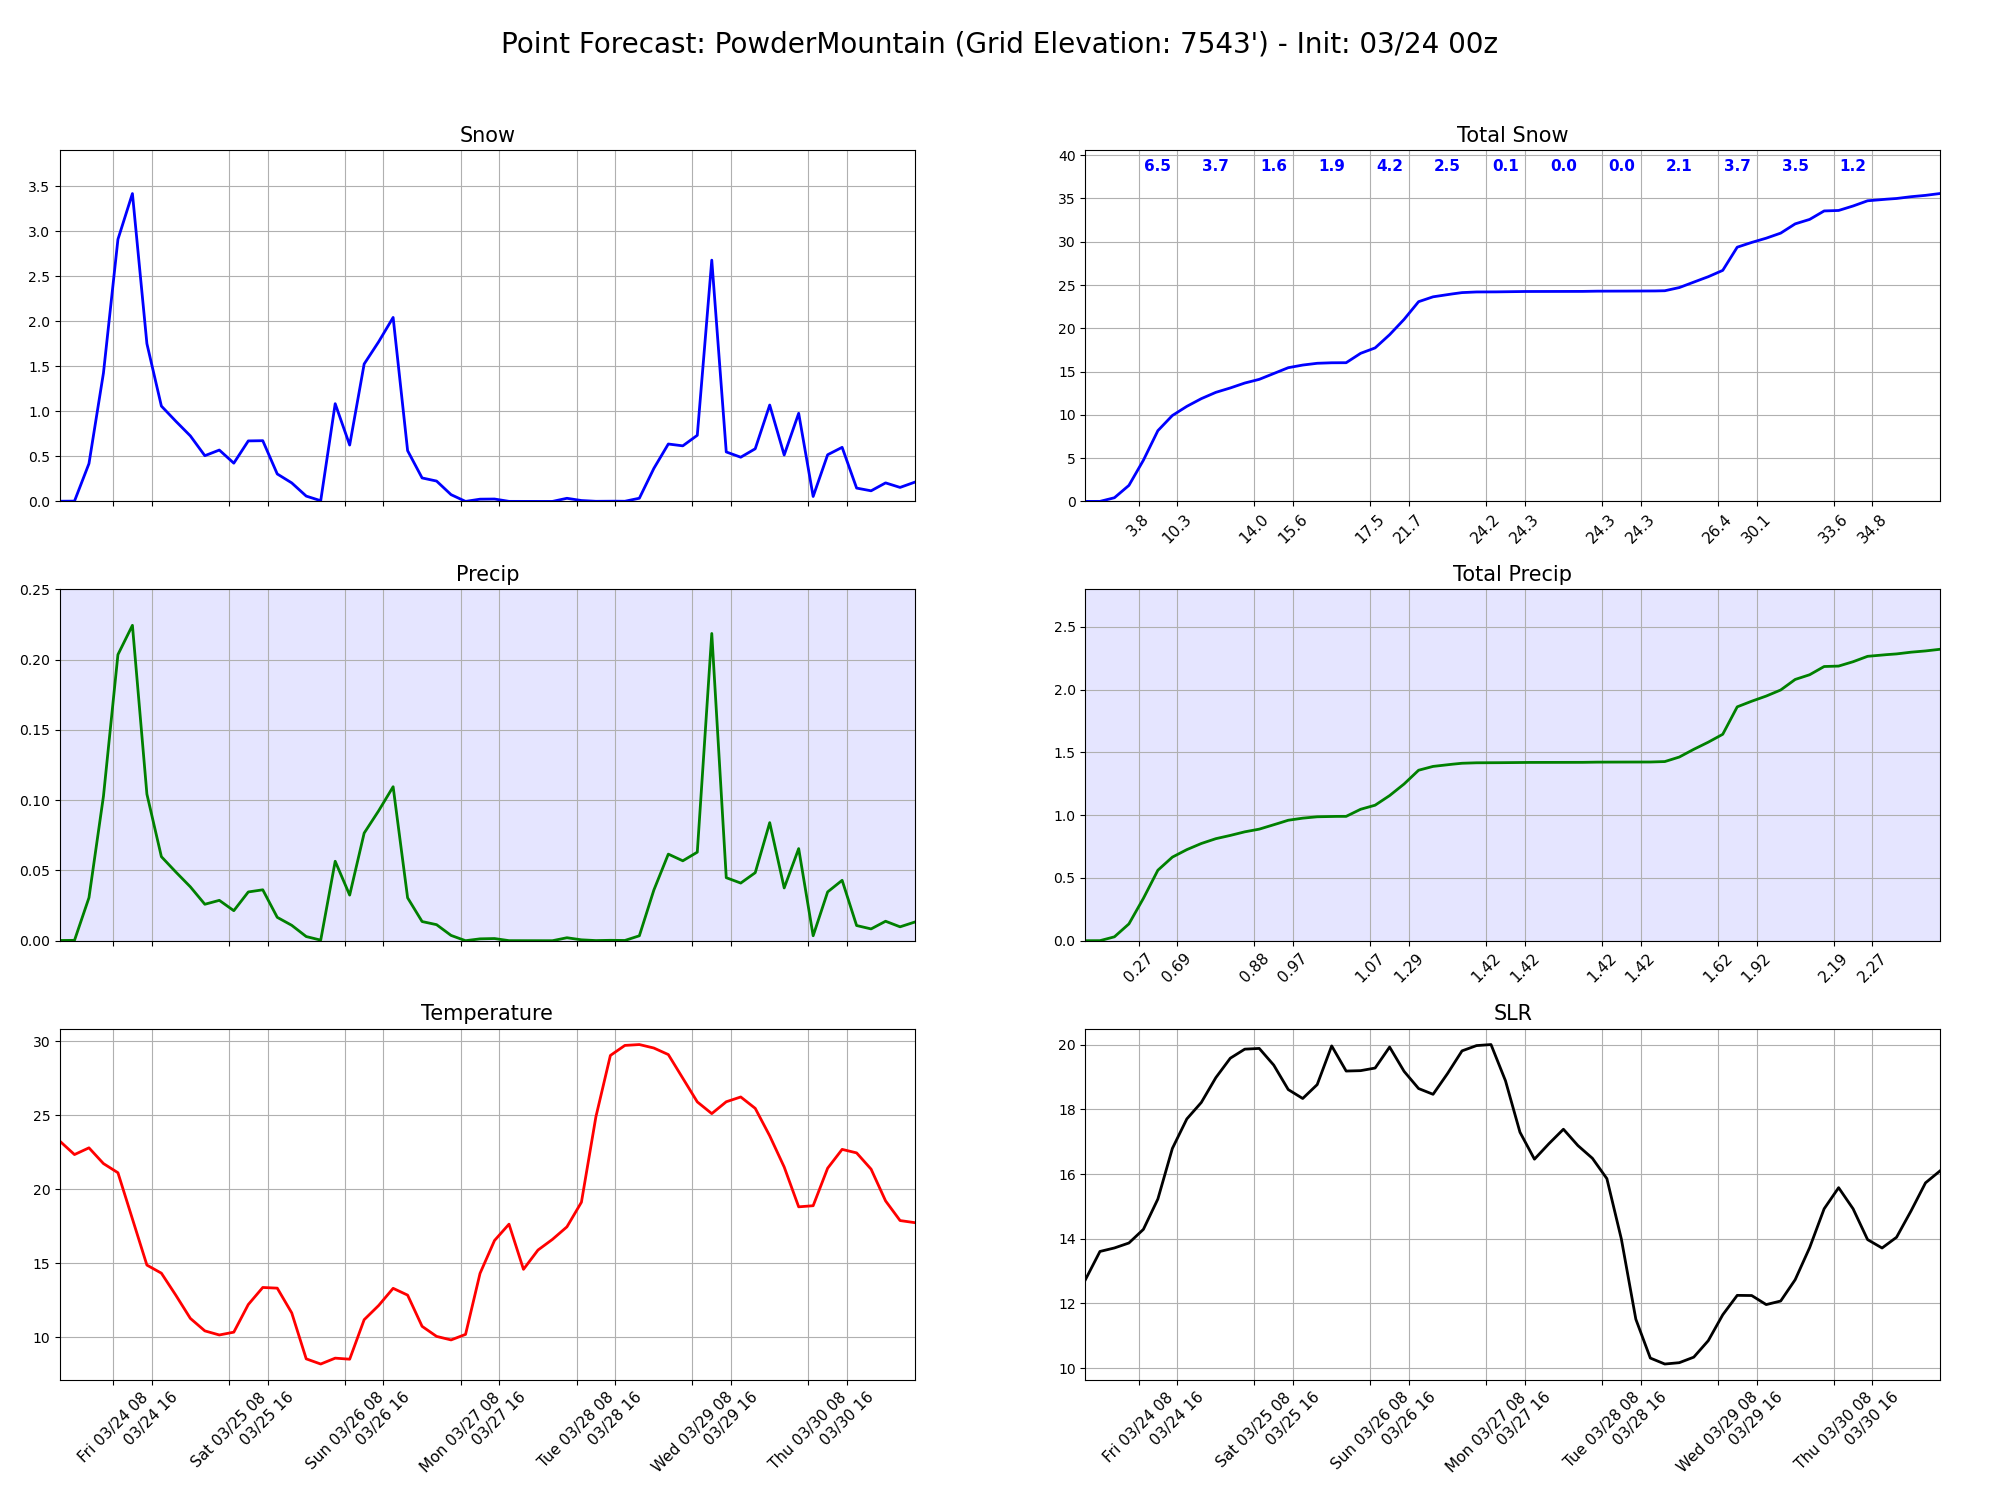 Point Forecast: PowderMountain (Grid Elevation: 7543') - Init: 03/24 00z
Snow
3.5
3.0
2.5
2.0
1.5
1.0
0.5
0.0
Total Snow
40
35
30
25
20
15
10
5
0
6.5 3.7 1.6 1.9 4.2 2.5 0.1 0.0 0.0 2.1 3.7 3.5 1.2
3.8 10.3 14.0 15.6 17.5 21.7 24.2 24.3 24.3 24.3 26.4 30.1 33.6 34.8
Precip
0.25
0.20
0.15
0.10
0.05
0.00
Total Precip
2.5
2.0
1.5
1.0
0.5
0.0
0.27 0.69 0.88 0.97 1.07 1.29 1.42 1.42 1.42 1.42 1.62 1.92 2.19 2.27
Temperature
30
25
20
15
10
Fri 03/24 08
03/24 16
Sat 03/25 08
03/25 16
Sun 03/26 08
03/26 16
Mon 03/27 08
03/27 16
Tue 03/28 08
03/28 16
Wed 03/29 08
03/29 16
Thu 03/30 08
03/30 16
SLR
20
18
16
14
12
10
Fri 03/24 08
03/24 16
Sat 03/25 08
03/25 16
Sun 03/26 08
03/26 16
Mon 03/27 08
03/27 16
Tue 03/28 08
03/28 16
Wed 03/29 08
03/29 16
Thu 03/30 08
03/30 16